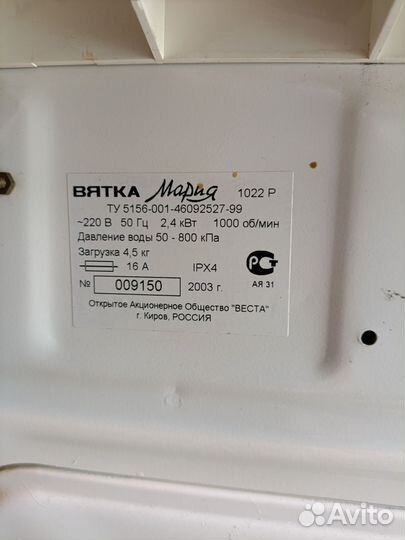 ВЯТКА Мария 1022 Р
ТУ 5156-001-46092527-99
~220 В 50 Гц 2,4 кВт 1000 об/мин
Давление воды 50 - 800 кПа
Загрузка 4,5 кг
16 А IPX4
АЯ 31
№ 009150 2003 г.
Открытое Акционерное Общество "ВЕСТА"
г. Киров, РОССИЯ
Avito